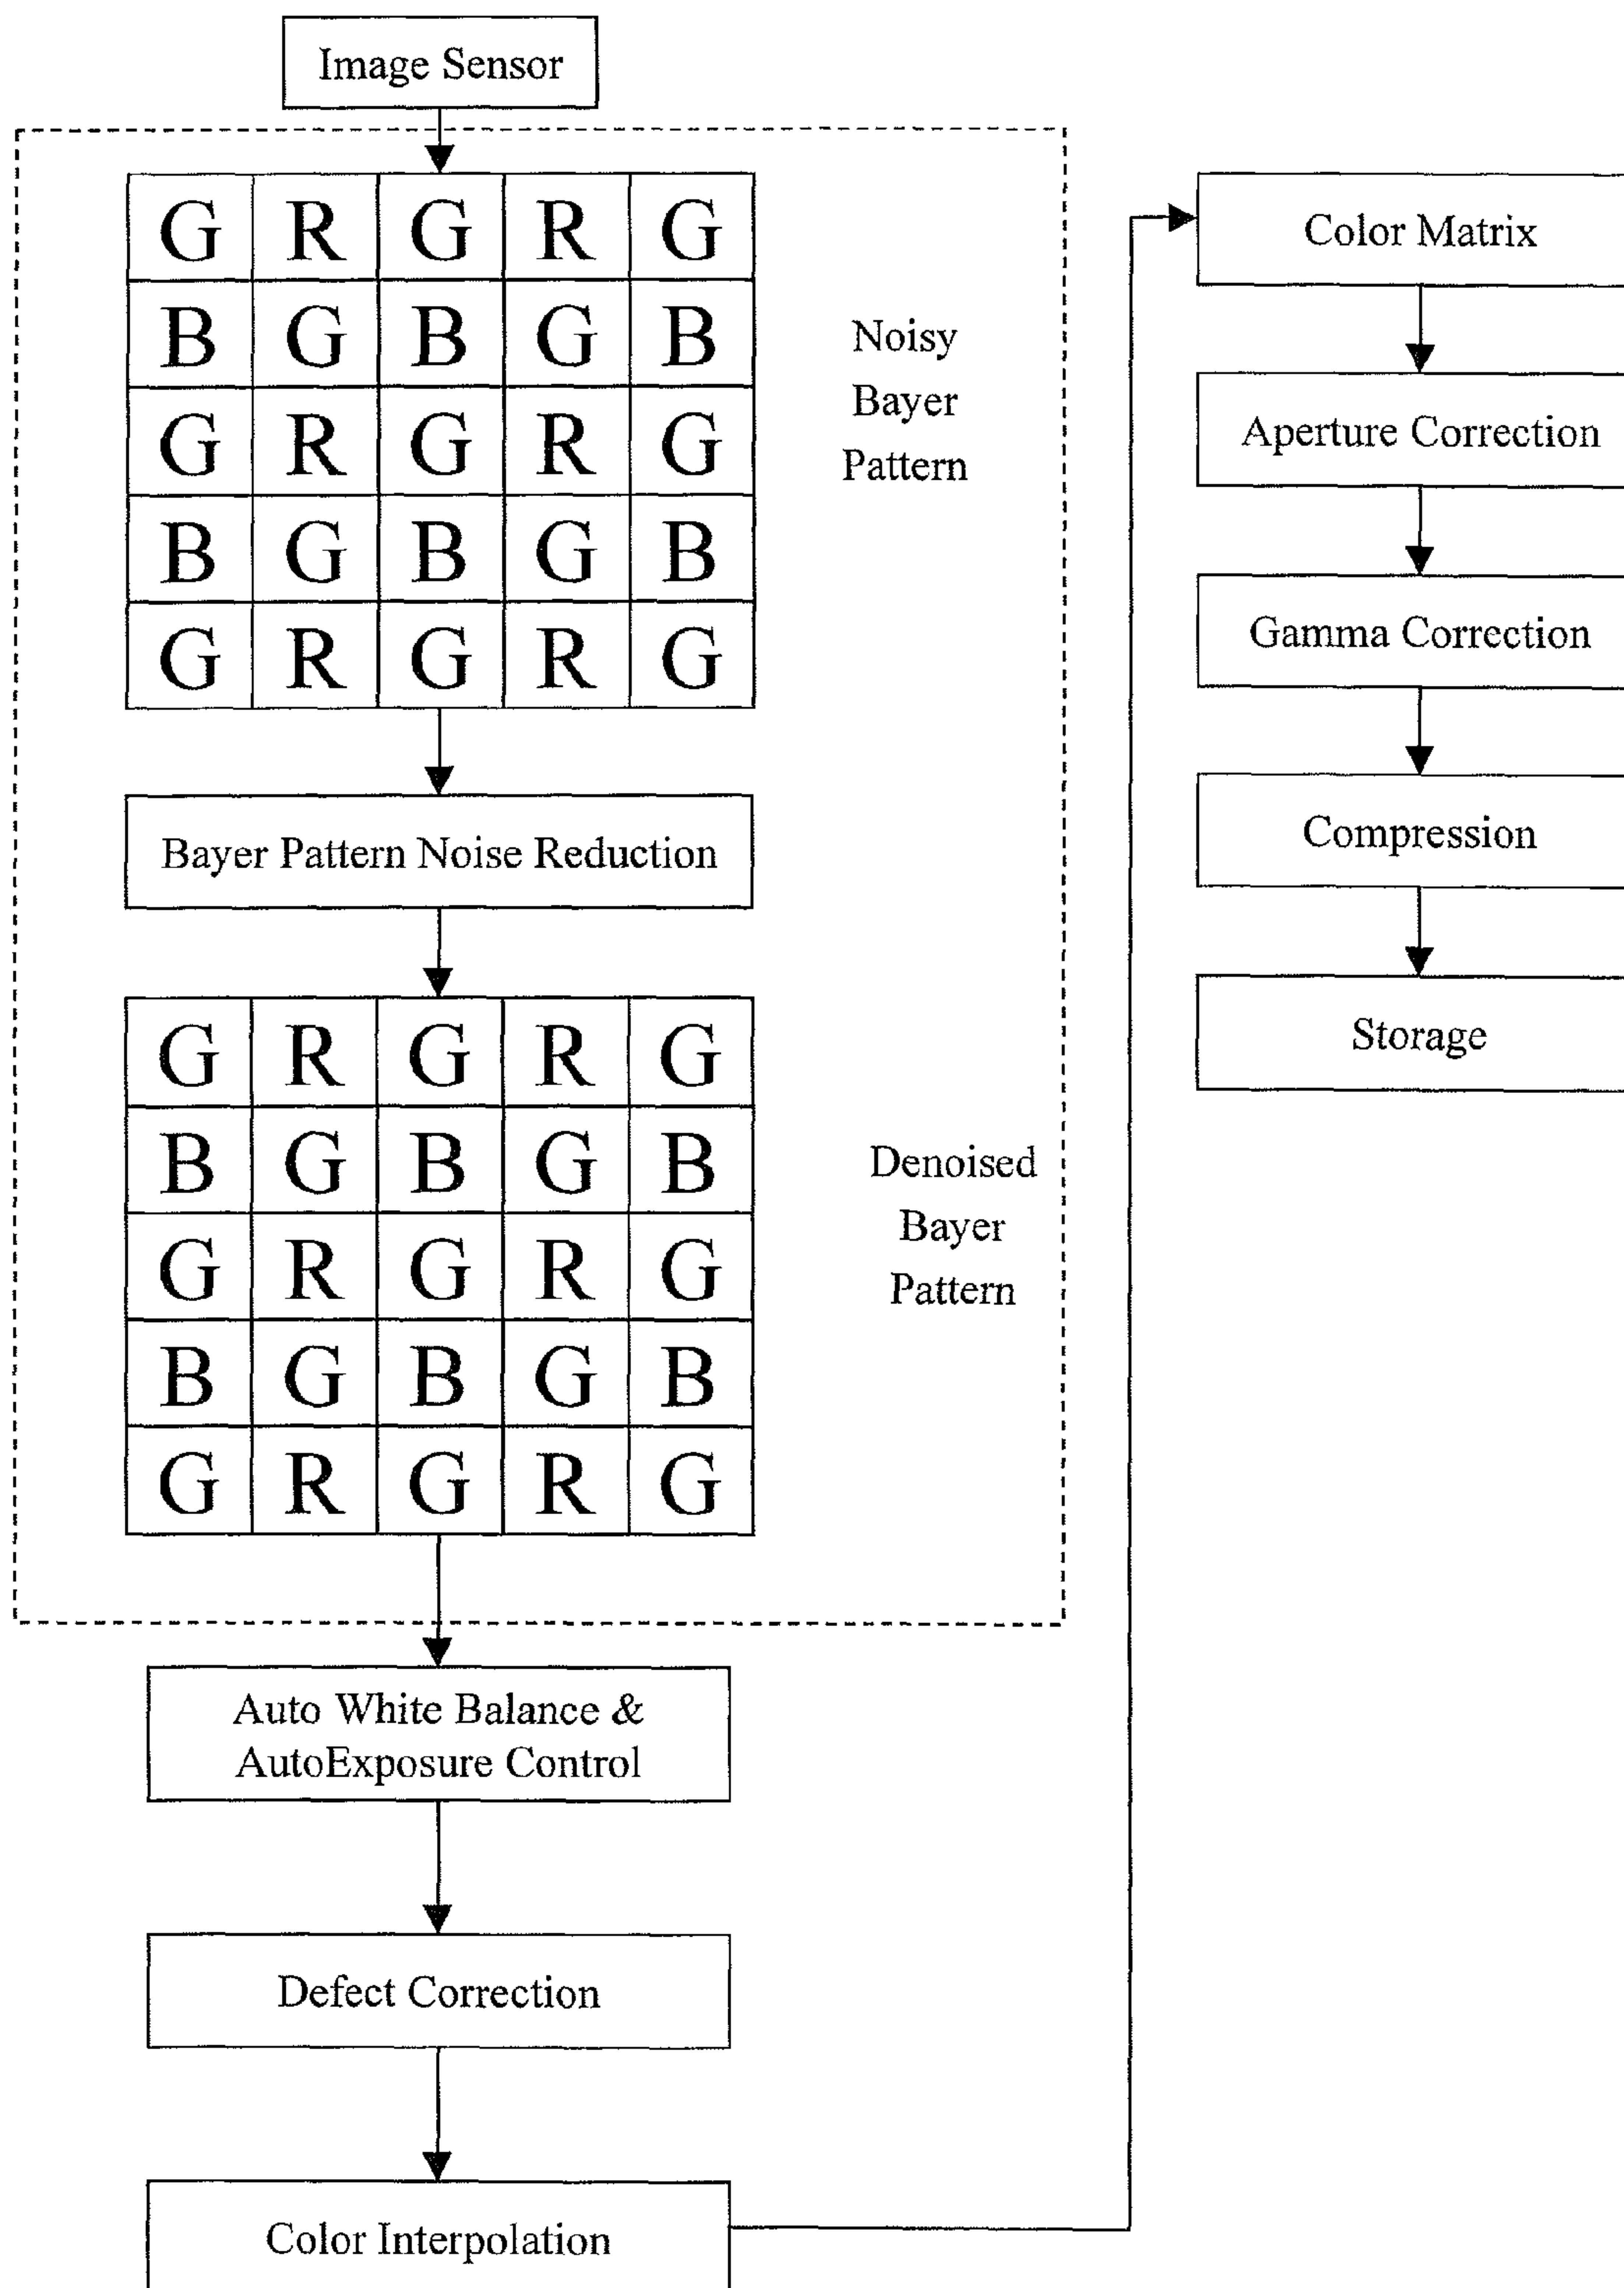 Image Sensor
G R G R G
B G B G B
G R G R G
B G B G B
G R G R G
Noisy
Bayer
Pattern
Bayer Pattern Noise Reduction
G R G R G
B G B G B
G R G R G
B G B G B
G R G R G
Denoised
Bayer
Pattern
Auto White Balance &
AutoExposure Control
Defect Correction
Color Interpolation
Color Matrix
Aperture Correction
Gamma Correction
Compression
Storage